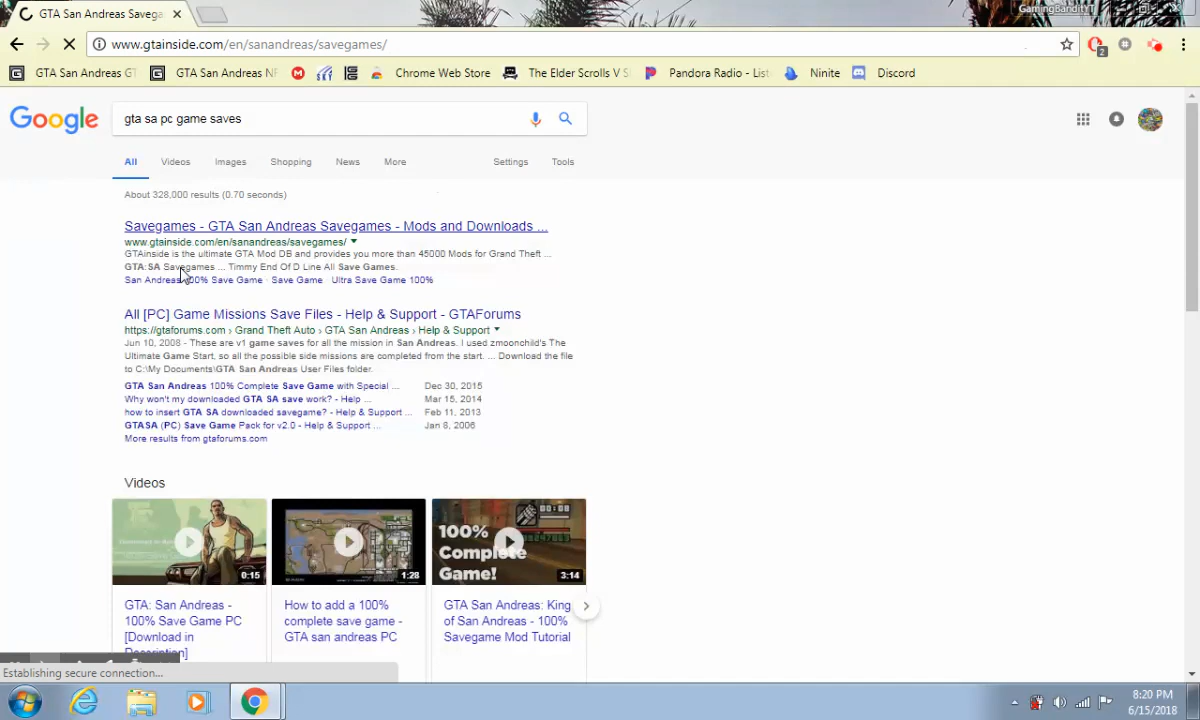 GTA San Andreas Savega
GamingBanditYT
www.gtainside.com/en/sanandreas/savegames/
2
GTA San Andreas GT
GTA San Andreas NF
Chrome Web Store
The Elder Scrolls V S
Pandora Radio - List
Ninite
Discord
Google
gta sa pc game saves
All
Videos
Images
Shopping
News
More
Settings
Tools
About 328,000 results (0.70 seconds)
Savegames - GTA San Andreas Savegames - Mods and Downloads ...
www.gtainside.com/en/sanandreas/savegames/
GTAinside is the ultimate GTA Mod DB and provides you more than 45000 Mods for Grand Theft ...
GTA:SA Savegames ... Timmy End Of D Line All Save Games.
San Andreas 100% Save Game · Save Game · Ultra Save Game 100%
All [PC] Game Missions Save Files - Help & Support - GTAForums
https://gtaforums.com › Grand Theft Auto › GTA San Andreas › Help & Support
Jun 10, 2008 - These are v1 game saves for all the mission in San Andreas. I used zmoonchild's The
Ultimate Game Start, so all the possible side missions are completed from the start. ... Download the file
to C:\My Documents\GTA San Andreas User Files folder.
GTA San Andreas 100% Complete Save Game with Special ... Dec 30, 2015
Why won't my downloaded GTA SA save work? - Help ... Mar 15, 2014
how to insert GTA SA downloaded savegame? - Help & Support ... Feb 11, 2013
GTASA (PC) Save Game Pack for v2.0 - Help & Support ... Jan 8, 2006
More results from gtaforums.com
Videos
0:15
1:28
100%
Complete
Game!
3:14
GTA: San Andreas -
100% Save Game PC
[Download in
Description]
How to add a 100%
complete save game -
GTA san andreas PC
GTA San Andreas: King
of San Andreas - 100%
Savegame Mod Tutorial
Establishing secure connection...
8:20 PM
6/15/2018